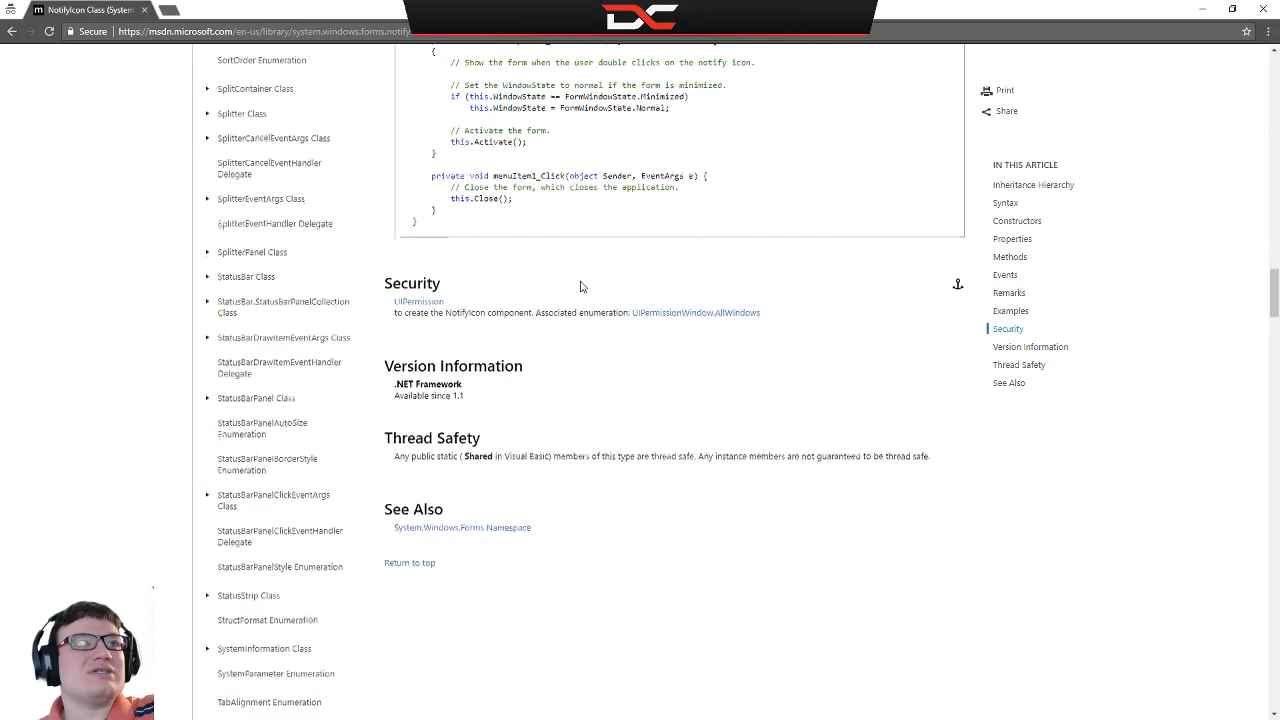 NotifyIcon Class (System
Secure
https://msdn.microsoft.com/en-us/library/system.windows.forms.notify
DC
SortOrder Enumeration
SplitContainer Class
Splitter Class
SplitterCancelEventArgs Class
SplitterCancelEventHandler
Delegate
SplitterEventArgs Class
SplitterEventHandler Delegate
SplitterPanel Class
StatusBar Class
StatusBar.StatusBarPanelCollection
Class
StatusBarDrawItemEventArgs Class
StatusBarDrawItemEventHandler
Delegate
StatusBarPanel Class
StatusBarPanelAutoSize
Enumeration
StatusBarPanelBorderStyle
Enumeration
StatusBarPanelClickEventArgs
Class
StatusBarPanelClickEventHandler
Delegate
StatusBarPanelStyle Enumeration
StatusStrip Class
StructFormat Enumeration
SystemInformation Class
SystemParameter Enumeration
TabAlignment Enumeration
{
// Show the form when the user double clicks on the notify icon.
// Set the WindowState to normal if the form is minimized.
if (this.WindowState == FormWindowState.Minimized)
this.WindowState = FormWindowState.Normal;
// Activate the form.
this.Activate();
}
private void menuItem1_Click(object Sender, EventArgs e) {
// Close the form, which closes the application.
this.Close();
}
}
Security
UIPermission
to create the NotifyIcon component. Associated enumeration: UIPermissionWindow.AllWindows
Version Information
.NET Framework
Available since 1.1
Thread Safety
Any public static ( Shared in Visual Basic) members of this type are thread safe. Any instance members are not guaranteed to be thread safe.
See Also
System.Windows.Forms Namespace
Return to top
Print
Share
IN THIS ARTICLE
Inheritance Hierarchy
Syntax
Constructors
Properties
Methods
Events
Remarks
Examples
Security
Version Information
Thread Safety
See Also